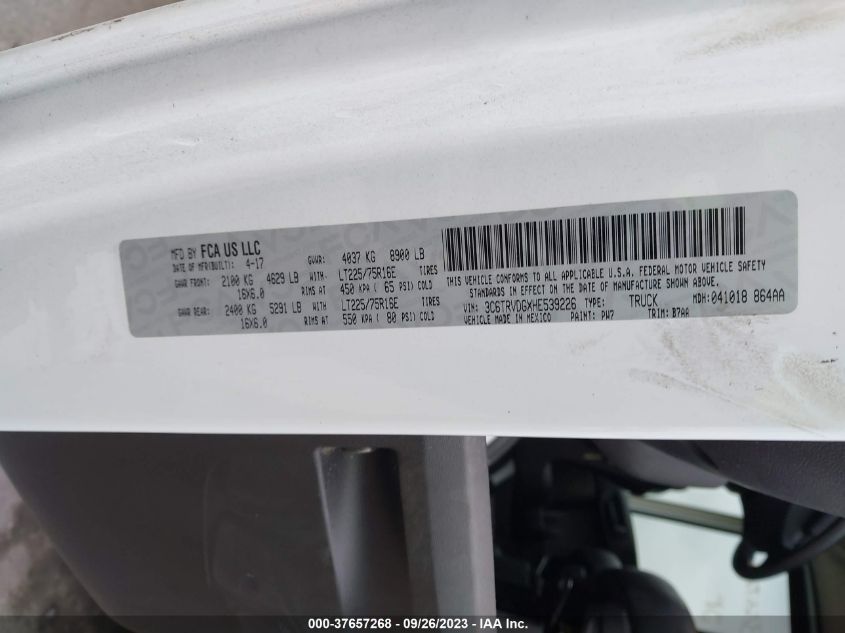 MFD BY FCA US LLC
DATE OF MFR(BUILT): 4-17 GVWR: 4037 KG 8900 LB
GAWR FRONT: 2100 KG 4629 LB WITH- LT225/75R16E TIRES
16X6.0 RIMS AT 450 KPA ( 65 PSI) COLD
GAWR REAR: 2400 KG 5291 LB WITH LT225/75R16E TIRES
16X6.0 RIMS AT 550 KPA ( 80 PSI) COLD
THIS VEHICLE CONFORMS TO ALL APPLICABLE U.S.A. FEDERAL MOTOR VEHICLE SAFETY
STANDARDS IN EFFECT ON THE DATE OF MANUFACTURE SHOWN ABOVE.
VIN: 3C6TRVDGXHE539226 TYPE: TRUCK MDH:041018 864AA
VEHICLE MADE IN MEXICO PAINT: PW7 TRIM: B7AA
000-37657268 - 09/26/2023 - IAA Inc.